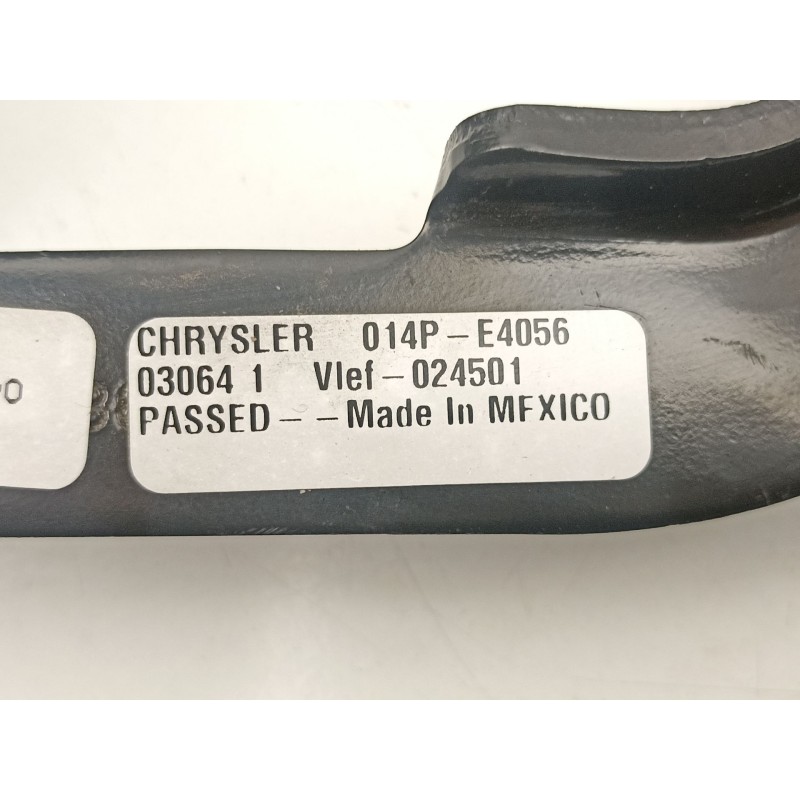 CHRYSLER 014P-E4056
03064 1 Vlef-024501
PASSED--Made In MFXICO